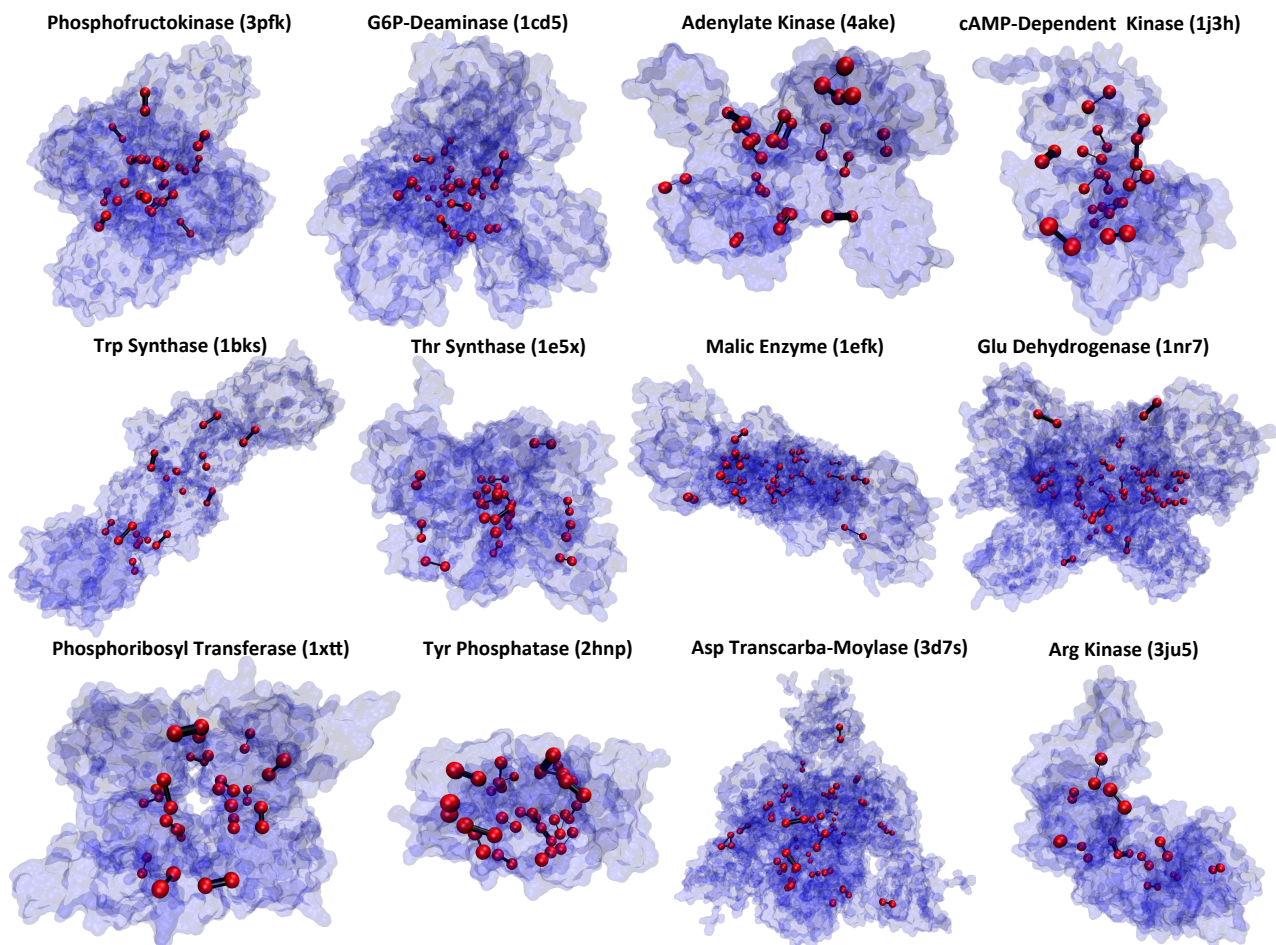 Phosphofructokinase (3pfk)
G6P-Deaminase (1cd5)
Adenylate Kinase (4ake)
cAMP-Dependent Kinase (1j3h)
Trp Synthase (1bks)
Thr Synthase (1e5x)
Malic Enzyme (1efk)
Glu Dehydrogenase (1nr7)
Phosphoribosyl Transferase (1xtt)
Tyr Phosphatase (2hnp)
Asp Transcarba-Moylase (3d7s)
Arg Kinase (3ju5)